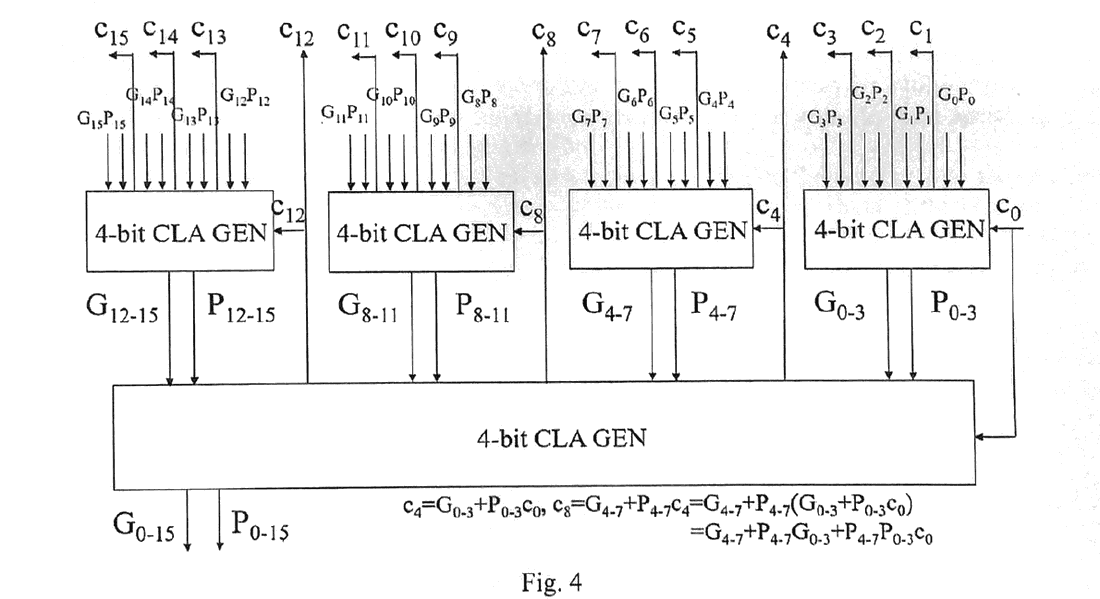 c₁₅ c₁₄ c₁₃ c₁₂ c₁₁ c₁₀ c₉ c₈ c₇ c₆ c₅ c₄ c₃ c₂ c₁
G₁₄P₁₄ G₁₂P₁₂ G₁₀P₁₀ G₈P₈ G₆P₆ G₄P₄ G₂P₂ G₀P₀
G₁₅P₁₅ G₁₃P₁₃ G₁₁P₁₁ G₉P₉ G₇P₇ G₅P₅ G₃P₃ G₁P₁
c₁₂ c₈ c₄ c₀
4-bit CLA GEN 4-bit CLA GEN 4-bit CLA GEN 4-bit CLA GEN
G₁₂₋₁₅ P₁₂₋₁₅ G₈₋₁₁ P₈₋₁₁ G₄₋₇ P₄₋₇ G₀₋₃ P₀₋₃
4-bit CLA GEN
c₄=G₀₋₃+P₀₋₃c₀, c₈=G₄₋₇+P₄₋₇c₄=G₄₋₇+P₄₋₇(G₀₋₃+P₀₋₃c₀)
G₀₋₁₅ P₀₋₁₅ =G₄₋₇+P₄₋₇G₀₋₃+P₄₋₇P₀₋₃c₀
Fig. 4